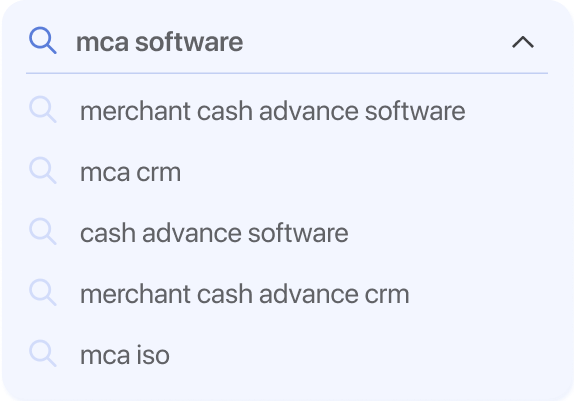 mca software
merchant cash advance software
mca crm
cash advance software
merchant cash advance crm
mca iso